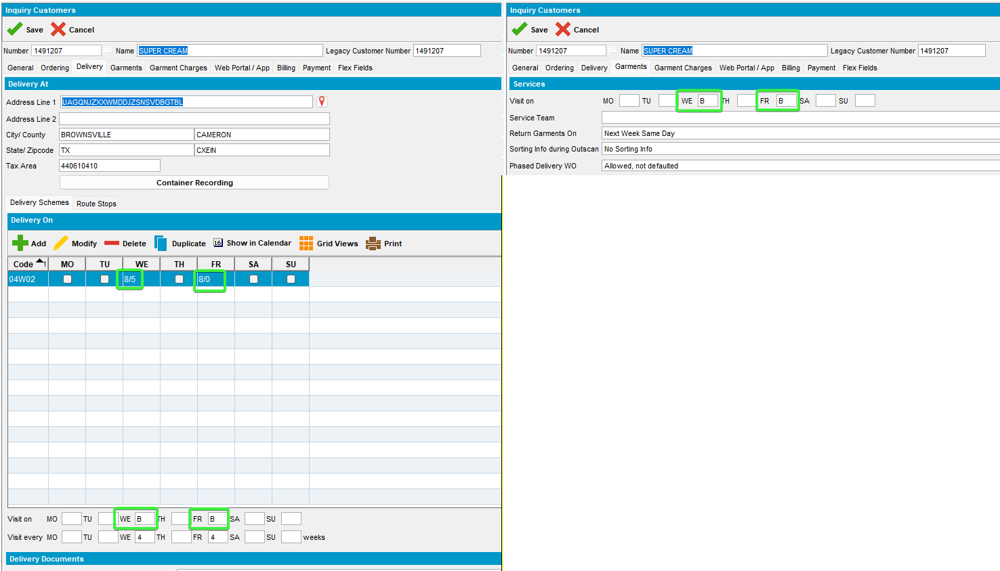 Inquiry Customers
Save Cancel
Number 1491207 ... Name SUPER CREAM Legacy Customer Number 1491207
General Ordering Delivery Garments Garment Charges Web Portal / App Billing Payment Flex Fields
Delivery At
Address Line 1 UAGQNJZXXWMDDJZSNSVDBGTBL
Address Line 2
City/ County BROWNSVILLE CAMERON
State/ Zipcode TX CXEIN
Tax Area 440610410
Container Recording
Delivery Schemes Route Stops
Delivery On
Add Modify Delete Duplicate 16 Show in Calendar Grid Views Print
Code 1 MO TU WE TH FR SA SU
04W02 8/5 8/0
Visit on MO TU WE B TH FR B SA SU
Visit every MO TU WE 4 TH FR 4 SA SU weeks
Delivery Documents
Inquiry Customers
Save Cancel
Number 1491207 ... Name SUPER CREAM Legacy Customer Number 1491207
General Ordering Delivery Garments Garment Charges Web Portal / App Billing Payment Flex Fields
Services
Visit on MO TU WE B TH FR B SA SU
Service Team
Return Garments On Next Week Same Day
Sorting Info during Outscan No Sorting Info
Phased Delivery WO Allowed, not defaulted